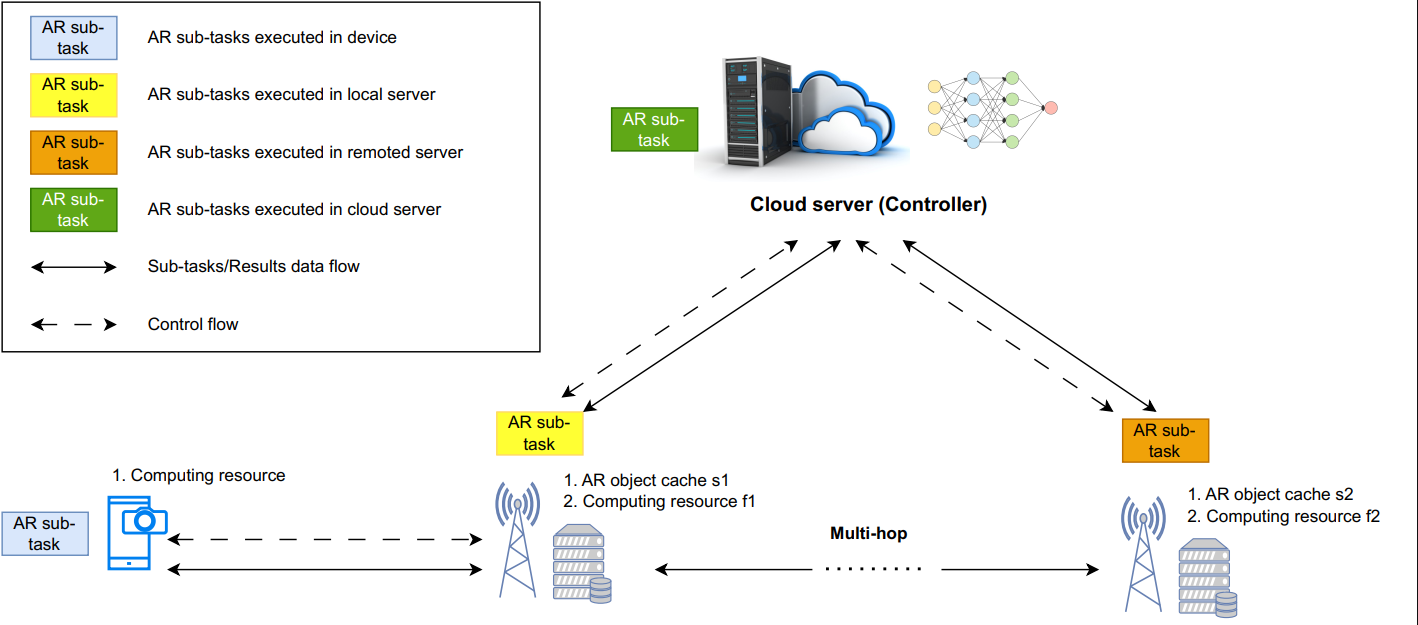 AR sub-
task
AR sub-tasks executed in device
AR sub-
task
AR sub-tasks executed in local server
AR sub-
task
AR sub-tasks executed in remoted server
AR sub-
task
AR sub-tasks executed in cloud server
Sub-tasks/Results data flow
Control flow
AR sub-
task
Cloud server (Controller)
AR sub-
task
AR sub-
task
1. Computing resource
1. AR object cache s1
2. Computing resource f1
1. AR object cache s2
2. Computing resource f2
AR sub-
task
Multi-hop